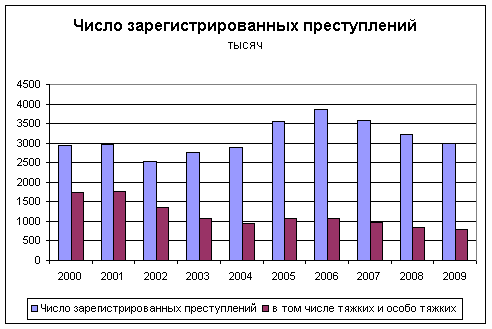 Число зарегистрированных преступлений
тысяч
4500
4000
3500
3000
2500
2000
1500
1000
500
0
2000 2001 2002 2003 2004 2005 2006 2007 2008 2009
Число зарегистрированных преступлений в том числе тяжких и особо тяжких